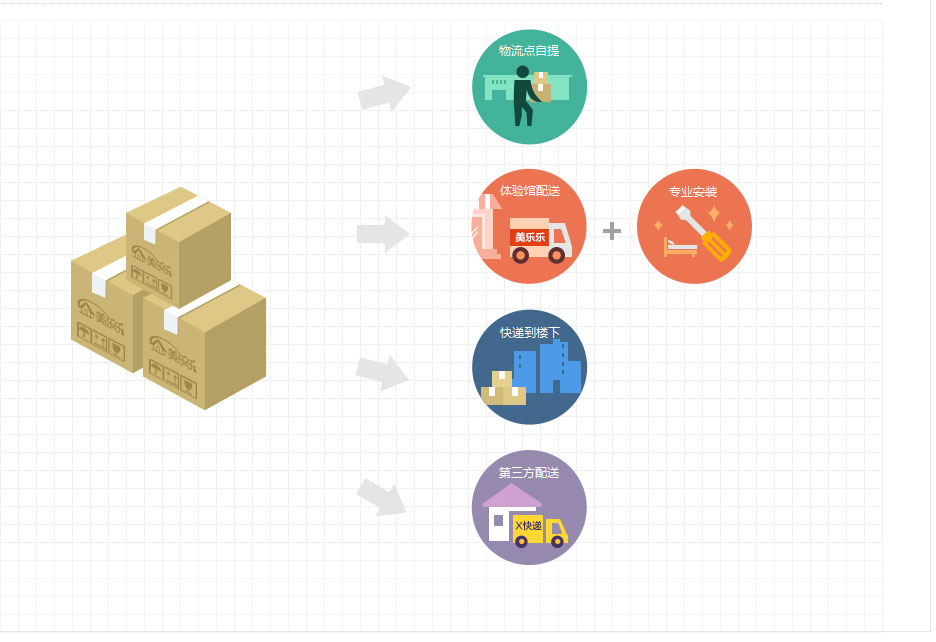 物流点自提
体验馆配送
专业安装
美乐乐
美乐乐
美乐乐
美乐乐
快递到楼下
第三方配送
X快递